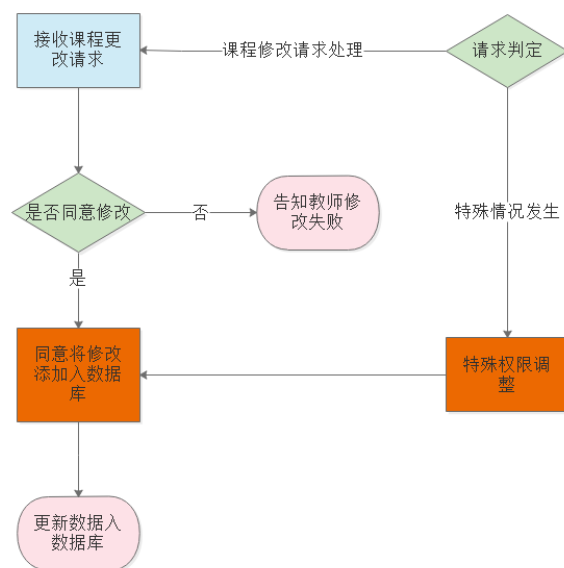 接收课程更
改请求
课程修改请求处理
请求判定
是否同意修改
否
告知教师修
改失败
特殊情况发生
是
同意将修改
添加入数据
库
特殊权限调
整
更新数据入
数据库